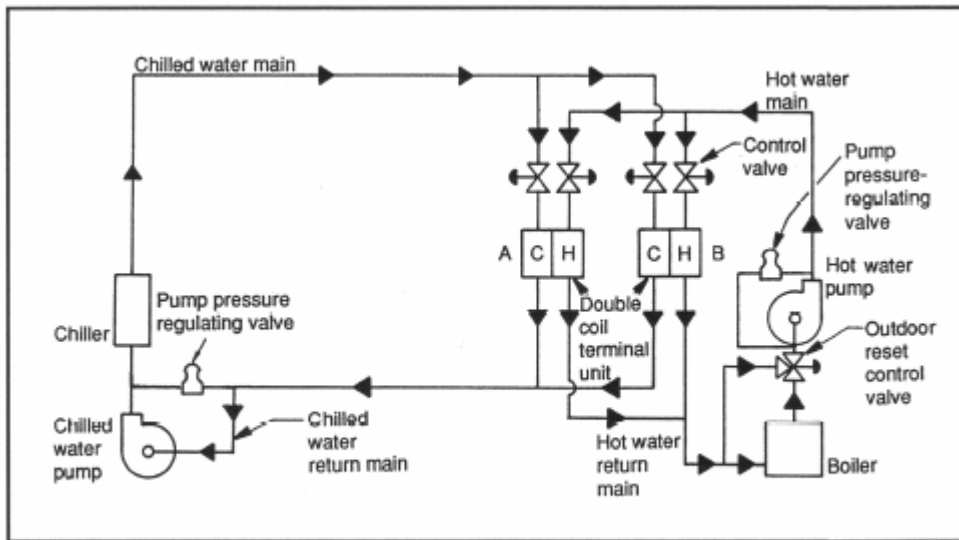 Chilled water main
Hot water
main
Control
valve
Pump
pressure-
regulating
valve
A
C
H
C
H
B
Hot water
pump
Pump pressure
regulating valve
Chiller
Double
coil
terminal
unit
Outdoor
reset
control
valve
Chilled
water
pump
Chilled
water
return main
Hot water
return
main
Boiler